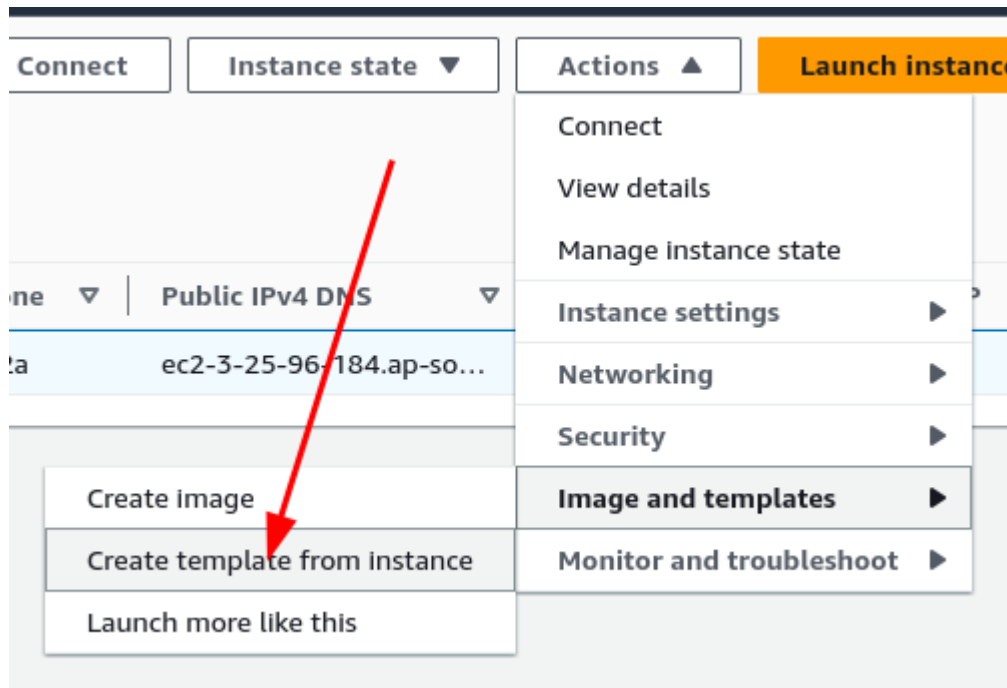 Connect
Instance state ▼
Actions ▲
Launch instanc
Connect
View details
Manage instance state
ne
Public IPv4 DNS
Instance settings
a
ec2-3-25-96-184.ap-so...
Networking
Security
Create image
Image and templates
Create template from instance
Monitor and troubleshoot
Launch more like this